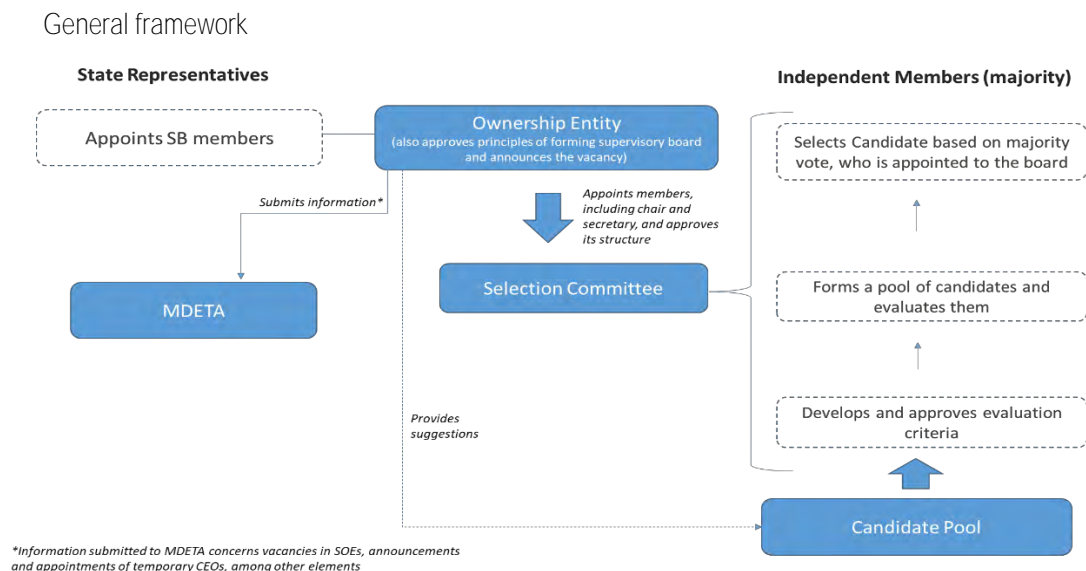 General framework
State Representatives
Independent Members (majority)
Appoints SB members
Ownership Entity
(also approves principles of forming supervisory board
and announces the vacancy)
Selects Candidate based on majority
vote, who is appointed to the board
Submits information*
Appoints members,
including chair and
secretary, and approves
its structure
MDETA
Selection Committee
Forms a pool of candidates and
evaluates them
Provides
suggestions
Develops and approves evaluation
criteria
Candidate Pool
*Information submitted to MDETA concerns vacancies in SOEs, announcements
and appointments of temporary CEOs, among other elements